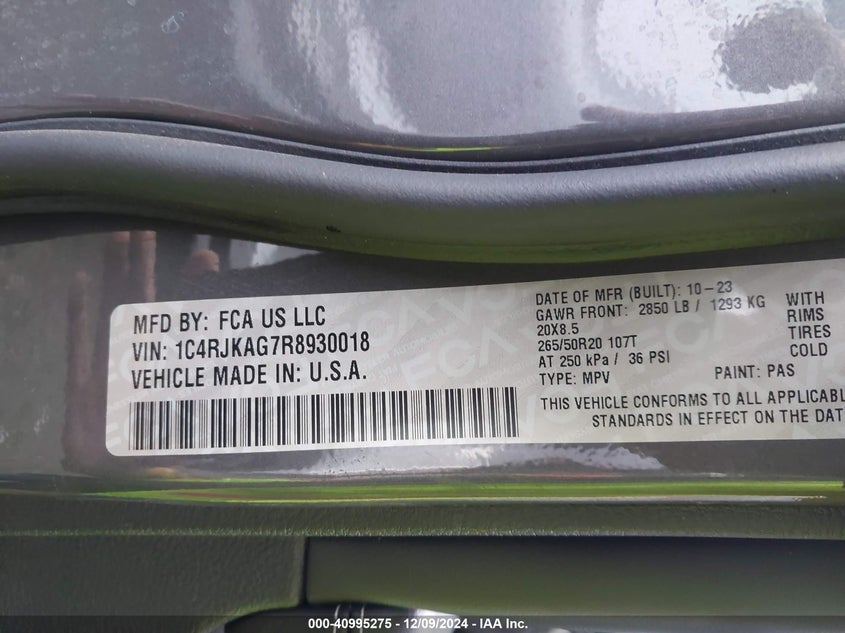 MFD BY: FCA US LLC
VIN: 1C4RJKAG7R8930018
VEHICLE MADE IN: U.S.A.
DATE OF MFR (BUILT): 10-23
GAWR FRONT: 2850 LB / 1293 KG WITH
20X8.5 RIMS
265/50R20 107T TIRES
AT 250 kPa / 36 PSI COLD
TYPE: MPV PAINT: PAS
THIS VEHICLE CONFORMS TO ALL APPLICABL
STANDARDS IN EFFECT ON THE DAT
<000-40995275 - 12/09/2024 - IAA Inc.